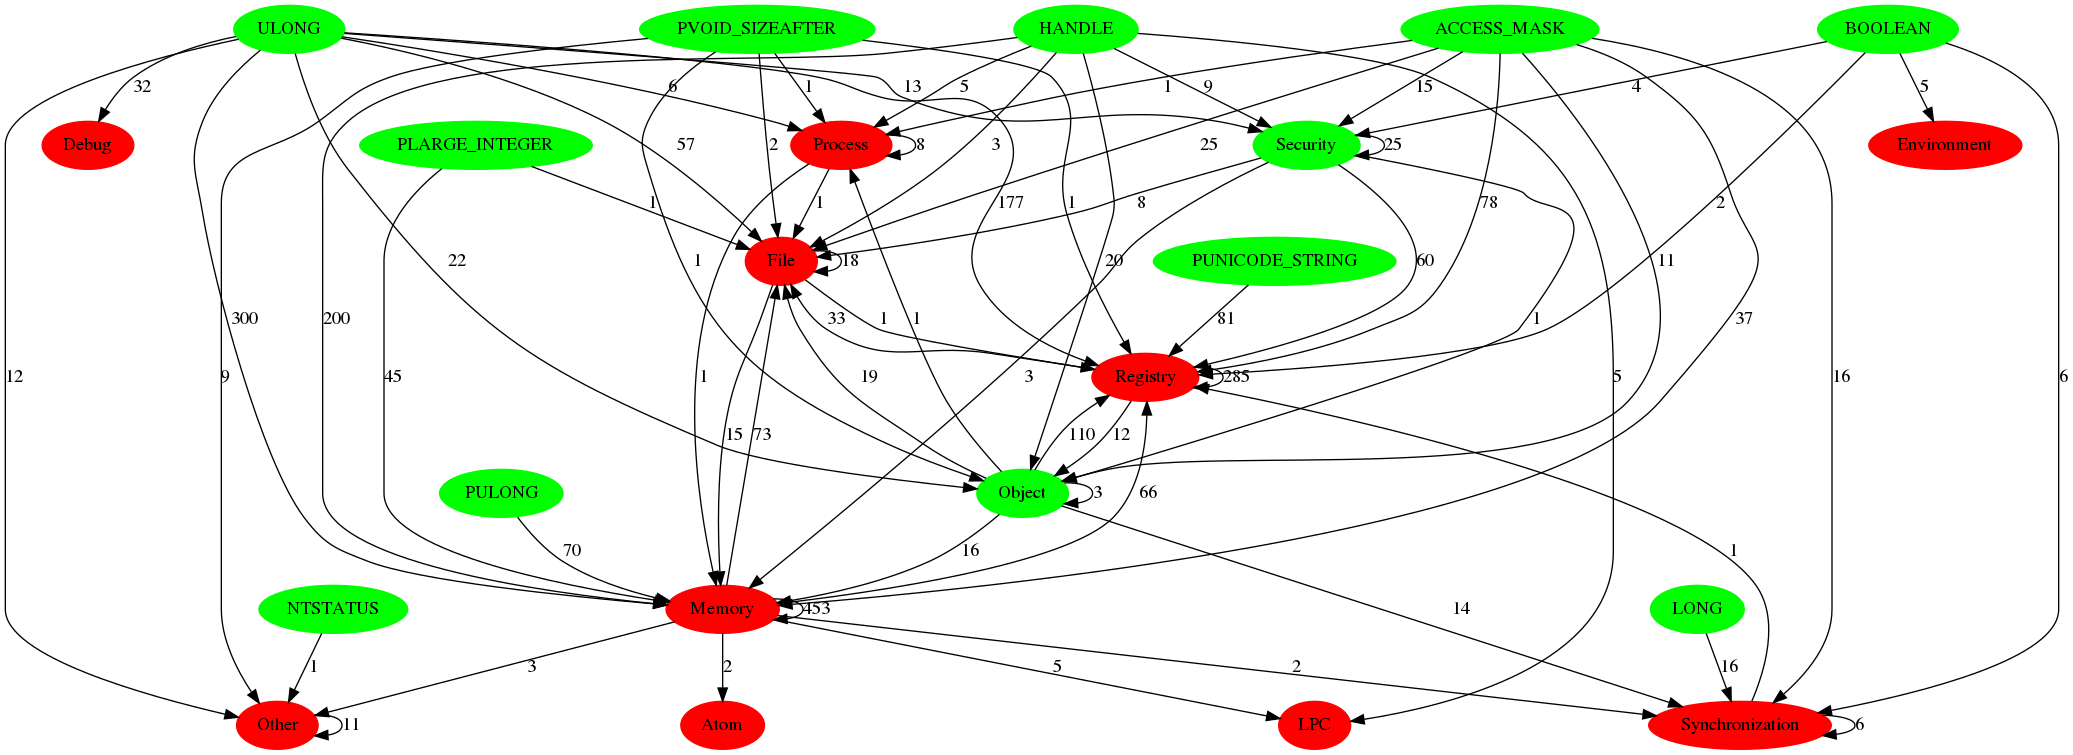 ULONG PVOID_SIZEAFTER HANDLE ACCESS_MASK BOOLEAN
32 6 1 5 13 9 1 15 4 5
Debug PLARGE_INTEGER Process 8 Security 25 Environment
57 2 3 25
1 1 177 1 8 78 2
22 1 File 18 20 PUNICODE_STRING 60 11
300 200 33 1 1 81 1 37
12 9 45 1 19 3 Registry 285 5 16 6
15 73 110 12
PULONG Object 3 66
70 16 1
NTSTATUS Memory 453 14 LONG
1 3 2 5 2 16
Other 11 Atom LPC Synchronization 6